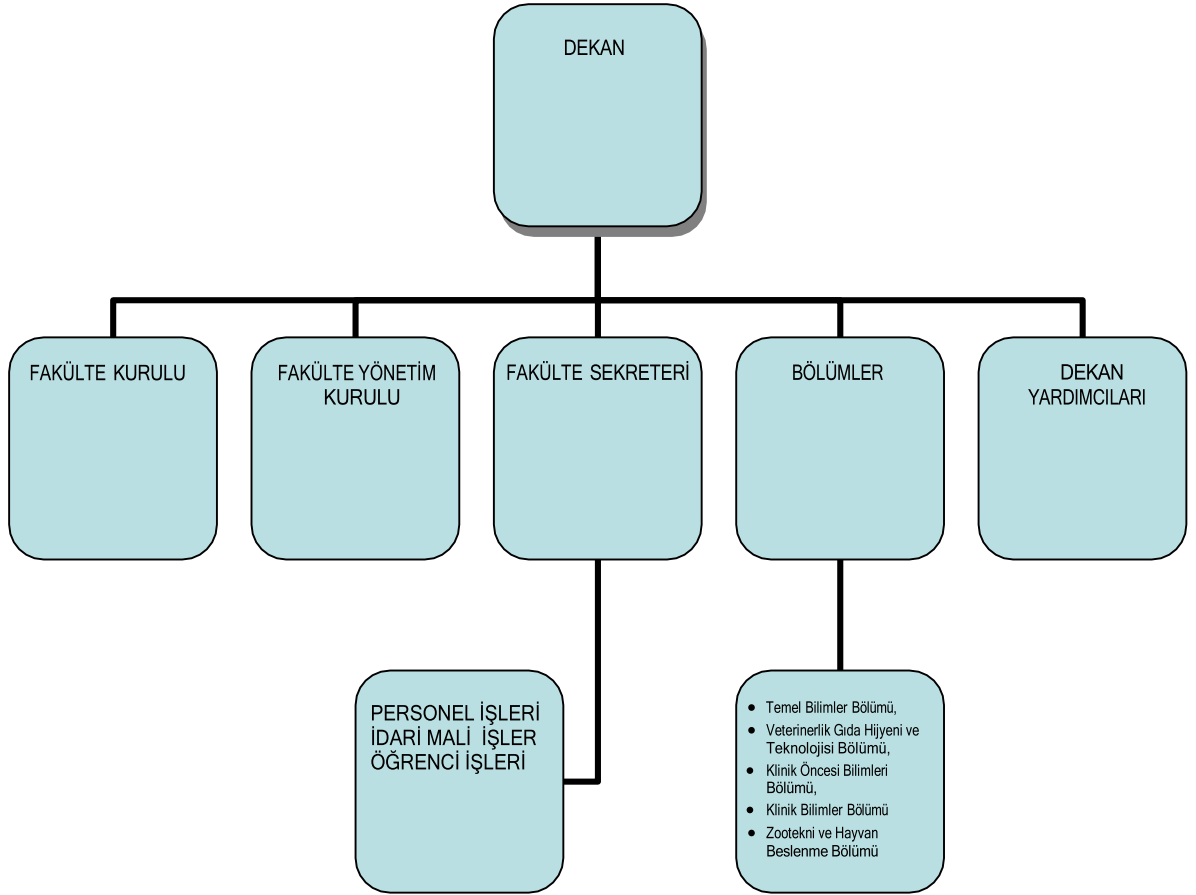 DEKAN
FAKÜLTE KURULU
FAKÜLTE YÖNETİM
KURULU
FAKÜLTE SEKRETERİ
BÖLÜMLER
DEKAN
YARDIMCILARI
PERSONEL İŞLERİ
İDARİ MALİ İŞLER
ÖĞRENCİ İŞLERİ
• Temel Bilimler Bölümü,
• Veterinerlik Gıda Hijyeni ve
Teknolojisi Bölümü,
• Klinik Öncesi Bilimleri
Bölümü,
• Klinik Bilimler Bölümü
• Zootekni ve Hayvan
Beslenme Bölümü